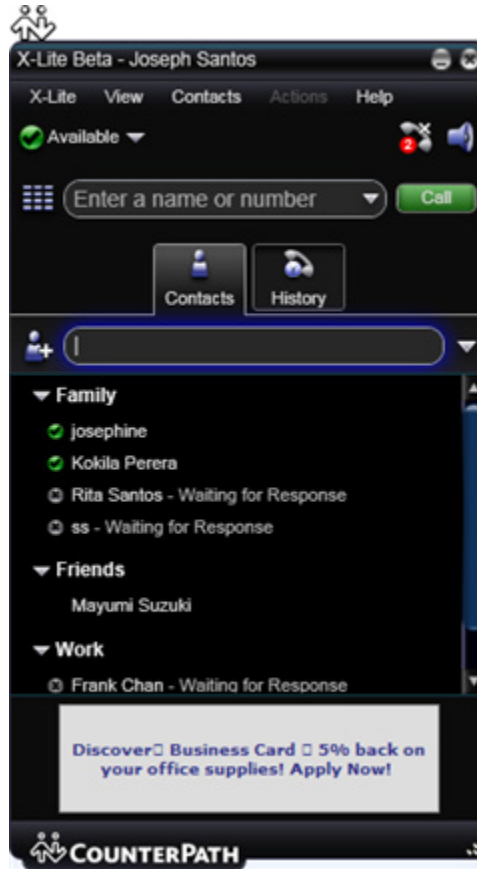 X-Lite Beta - Joseph Santos
X-Lite View Contacts Actions Help
Available
2
Enter a name or number Call
Contacts History
Family
josephine
Kokila Perera
Rita Santos - Waiting for Response
ss - Waiting for Response
Friends
Mayumi Suzuki
Work
Frank Chan - Waiting for Response
Discover▯ Business Card ▯ 5% back on
your office supplies! Apply Now!
COUNTERPATH